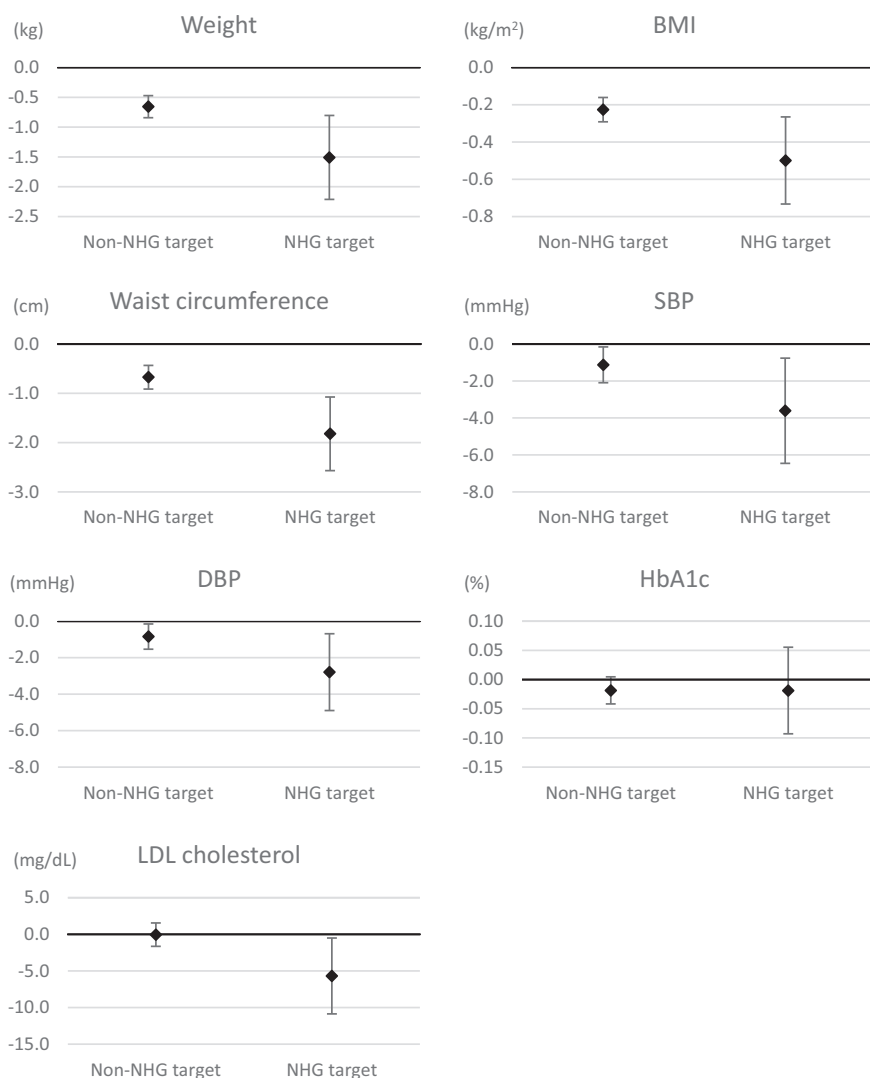 Weight
(kg)
0.0
-0.5
-1.0
-1.5
-2.0
-2.5
Non-NHG target NHG target
BMI
(kg/m²)
0.0
-0.2
-0.4
-0.6
-0.8
Non-NHG target NHG target
Waist circumference
(cm)
0.0
-1.0
-2.0
-3.0
Non-NHG target NHG target
SBP
(mmHg)
0.0
-2.0
-4.0
-6.0
-8.0
Non-NHG target NHG target
DBP
(mmHg)
0.0
-2.0
-4.0
-6.0
-8.0
Non-NHG target NHG target
HbA1c
(%)
0.10
0.05
0.00
-0.05
-0.10
-0.15
Non-NHG target NHG target
LDL cholesterol
(mg/dL)
5.0
0.0
-5.0
-10.0
-15.0
Non-NHG target NHG target